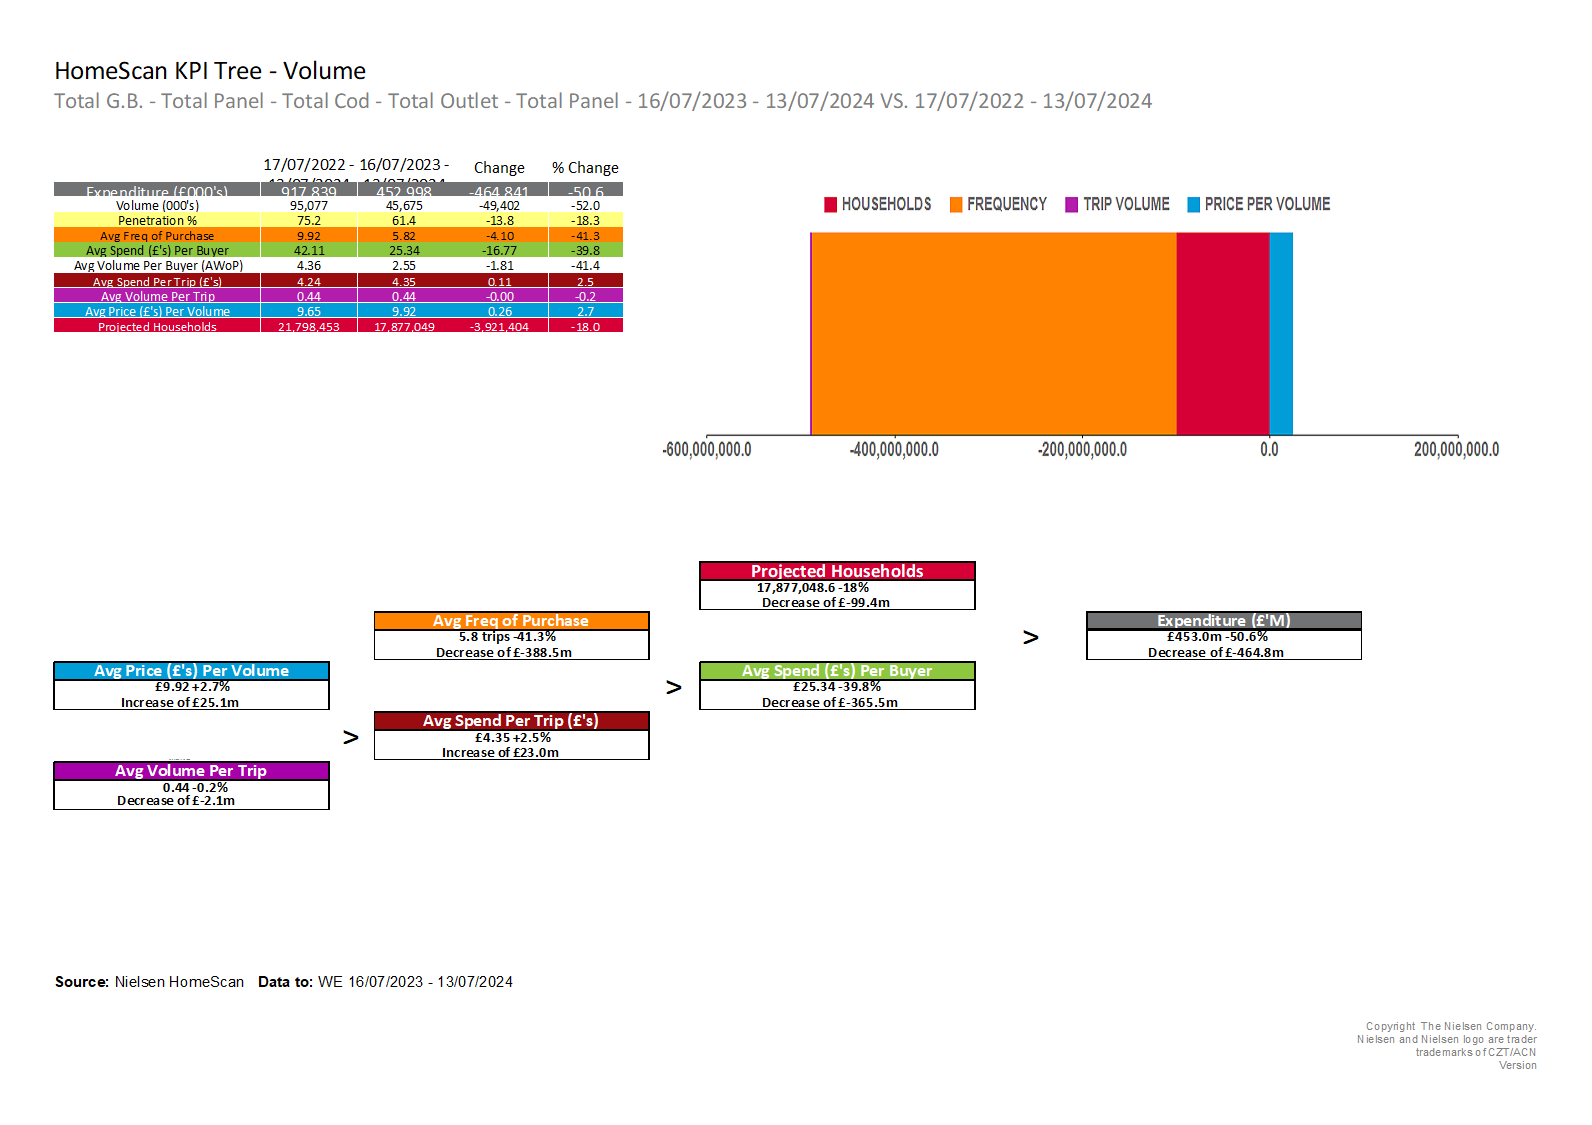 HomeScan KPI Tree - Volume
Total G.B. - Total Panel - Total Cod - Total Outlet - Total Panel - 16/07/2023 - 13/07/2024 VS. 17/07/2022 - 13/07/2024
17/07/2022 - 16/07/2023 - Change % Change
13/07/2024 13/07/2024
Expenditure (£000's) 917,839 452,998 -464,841 -50.6
Volume (000's) 95,077 45,675 -49,402 -52.0
Penetration % 75.2 61.4 -13.8 -18.3
Avg Freq of Purchase 9.92 5.82 -4.10 -41.3
Avg Spend (£'s) Per Buyer 42.11 25.34 -16.77 -39.8
Avg Volume Per Buyer (AWoP) 4.36 2.55 -1.81 -41.4
Avg Spend Per Trip (£'s) 4.24 4.35 0.11 2.5
Avg Volume Per Trip 0.44 0.44 -0.00 -0.2
Avg Price (£'s) Per Volume 9.65 9.92 0.26 2.7
Projected Households 21,798,453 17,877,049 -3,921,404 -18.0
HOUSEHOLDS FREQUENCY TRIP VOLUME PRICE PER VOLUME
-600,000,000.0 -400,000,000.0 -200,000,000.0 0.0 200,000,000.0
Projected Households
17,877,048.6 -18%
Decrease of £-99.4m
Avg Freq of Purchase
5.8 trips -41.3%
Decrease of £-388.5m
>
Expenditure (£'M)
£453.0m -50.6%
Decrease of £-464.8m
Avg Price (£'s) Per Volume
£9.92 +2.7%
Increase of £25.1m
>
Avg Spend (£'s) Per Buyer
£25.34 -39.8%
Decrease of £-365.5m
>
Avg Spend Per Trip (£'s)
£4.35 +2.5%
Increase of £23.0m
Avg Volume Per Trip
0.44 -0.2%
Decrease of £-2.1m
Source: Nielsen HomeScan Data to: WE 16/07/2023 - 13/07/2024
Copyright The Nielsen Company.
Nielsen and Nielsen logo are trader
trademarks of CZT/ACN
Version